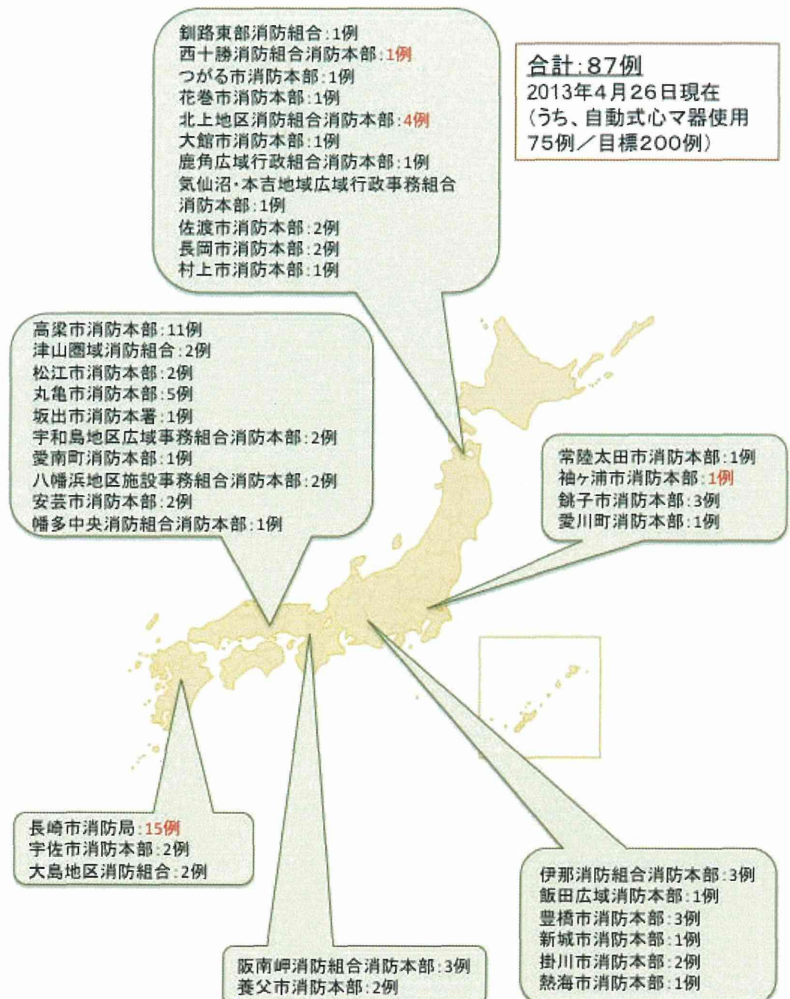 釧路東部消防組合:1例
西十勝消防組合消防本部:1例
つがる市消防本部:1例
花巻市消防本部:1例
北上地区消防組合消防本部:4例
大館市消防本部:1例
鹿角広域行政組合消防本部:1例
気仙沼・本吉地域広域行政事務組合
消防本部:1例
佐渡市消防本部:2例
長岡市消防本部:2例
村上市消防本部:1例
合計:87例
2013年4月26日現在
(うち、自動式心マ器使用
75例/目標200例)
高梁市消防本部:11例
津山圏域消防組合:2例
松江市消防本部:2例
丸亀市消防本部:5例
坂出市消防本署:1例
宇和島地区広域事務組合消防本部:2例
愛南町消防本部:1例
八幡浜地区施設事務組合消防本部:2例
安芸市消防本部:2例
幡多中央消防組合消防本部:1例
常陸太田市消防本部:1例
袖ヶ浦市消防本部:1例
銚子市消防本部:3例
愛川町消防本部:1例
長崎市消防局:15例
宇佐市消防本部:2例
大島地区消防組合:2例
伊那消防組合消防本部:3例
飯田広域消防本部:1例
豊橋市消防本部:3例
新城市消防本部:1例
掛川市消防本部:2例
熱海市消防本部:1例
阪南岬消防組合消防本部:3例
養父市消防本部:2例